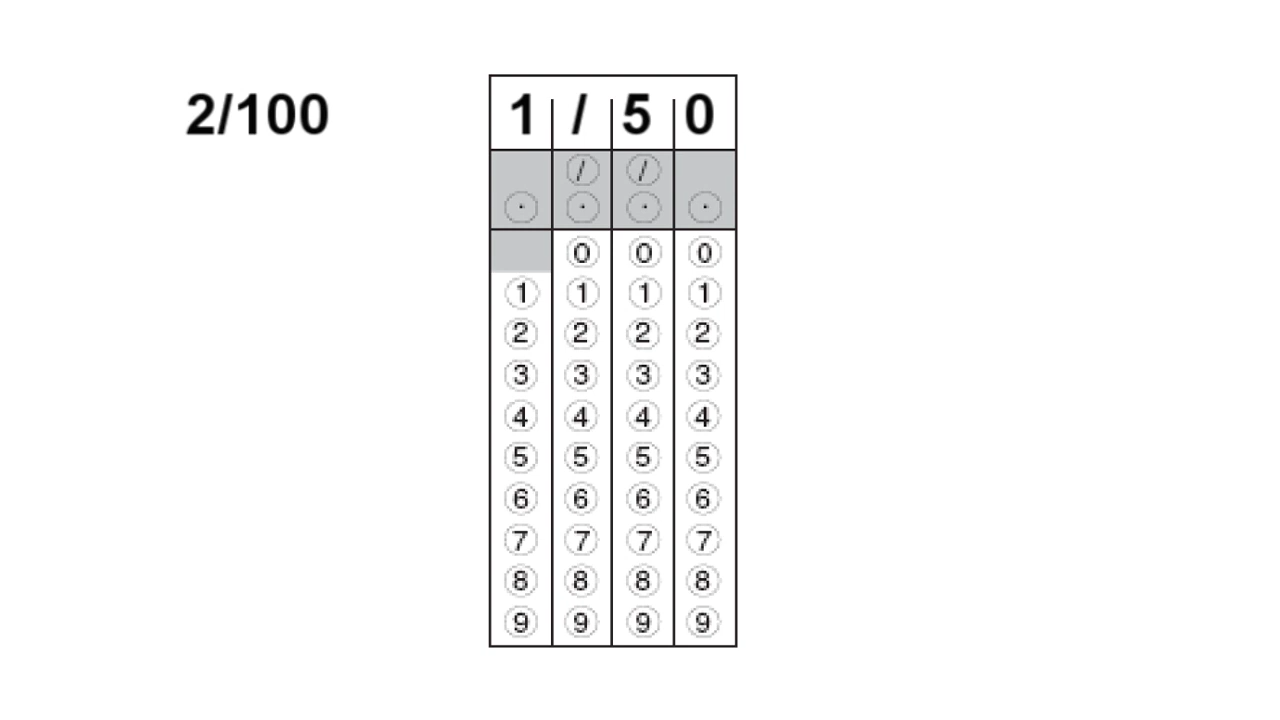 2/100
1 / 5 0
/ /
. . . .
0 0 0
1 1 1 1
2 2 2 2
3 3 3 3
4 4 4 4
5 5 5 5
6 6 6 6
7 7 7 7
8 8 8 8
9 9 9 9